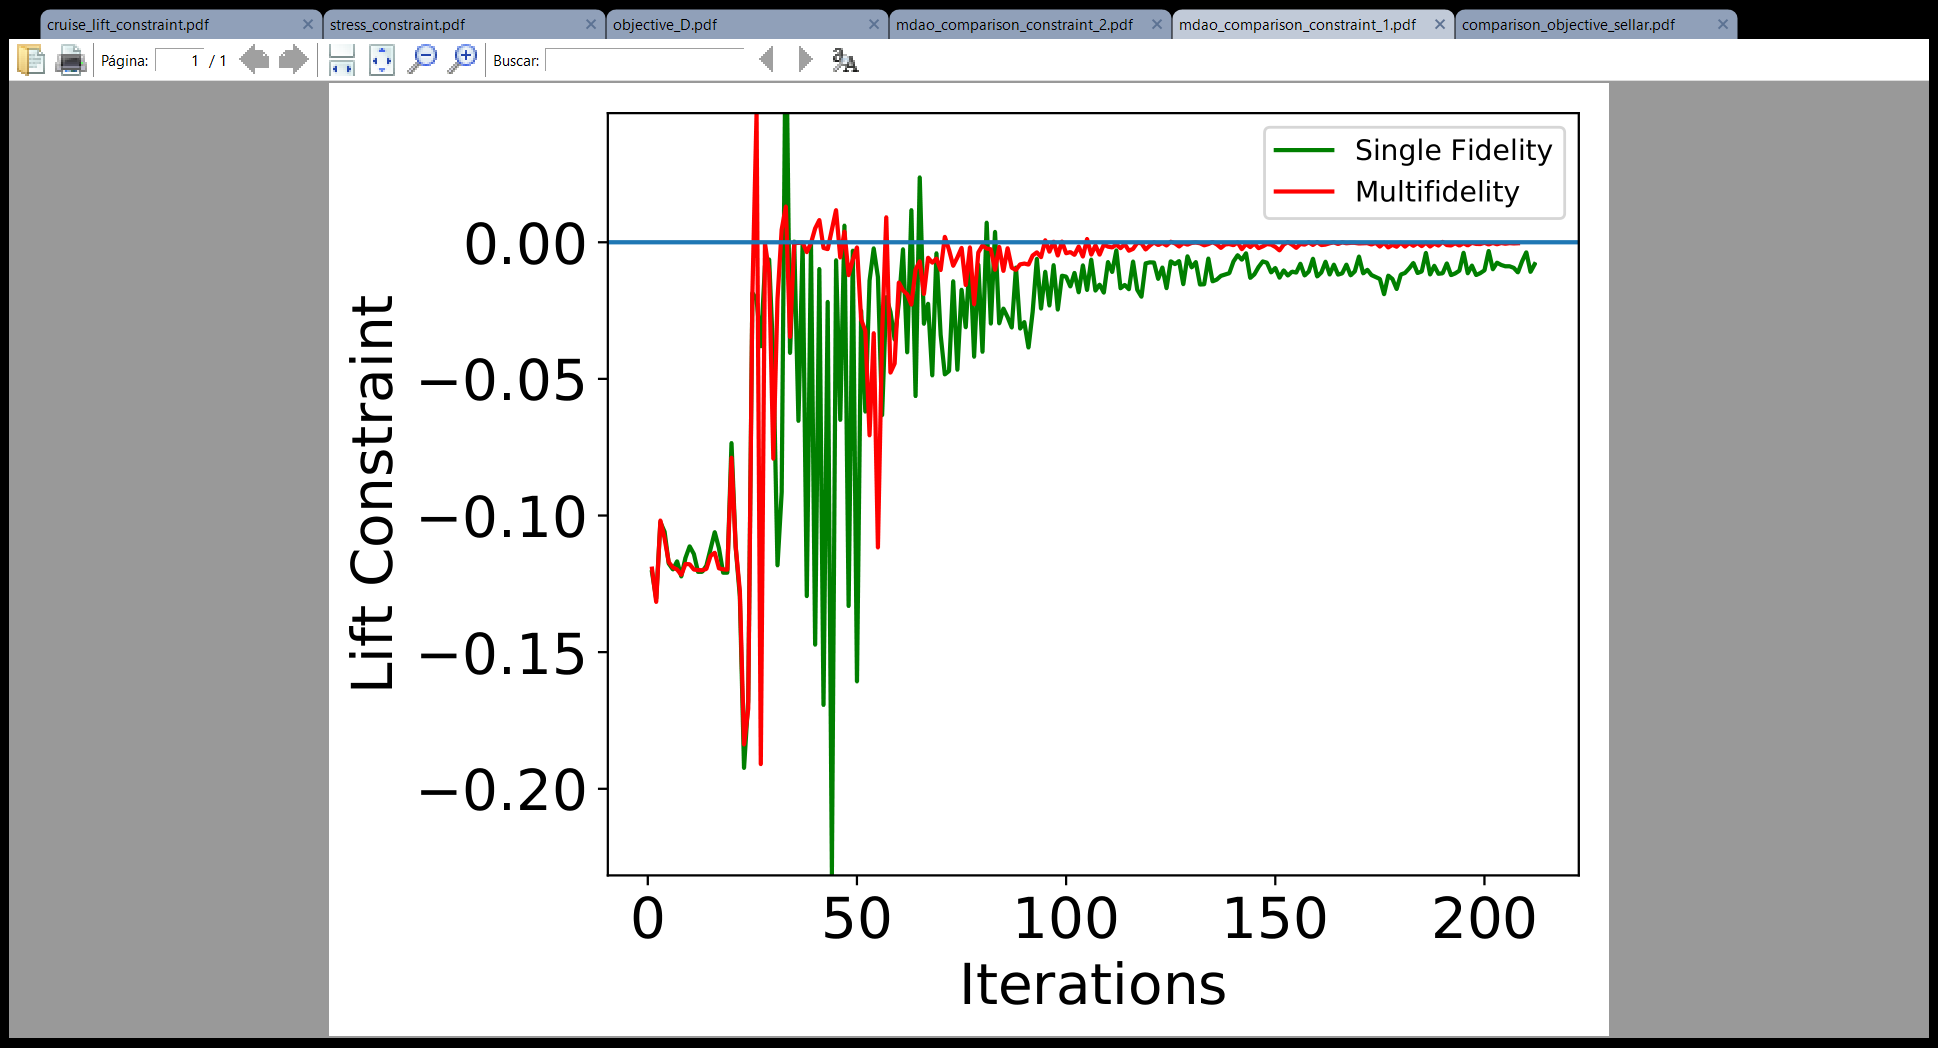 cruise_lift_constraint.pdf
stress_constraint.pdf
objective_D.pdf
mdao_comparison_constraint_2.pdf
mdao_comparison_constraint_1.pdf
comparison_objective_sellar.pdf
Página: 1 / 1
Buscar:
Single Fidelity
Multifidelity
Lift Constraint
0.00
−0.05
−0.10
−0.15
−0.20
0 50 100 150 200
Iterations